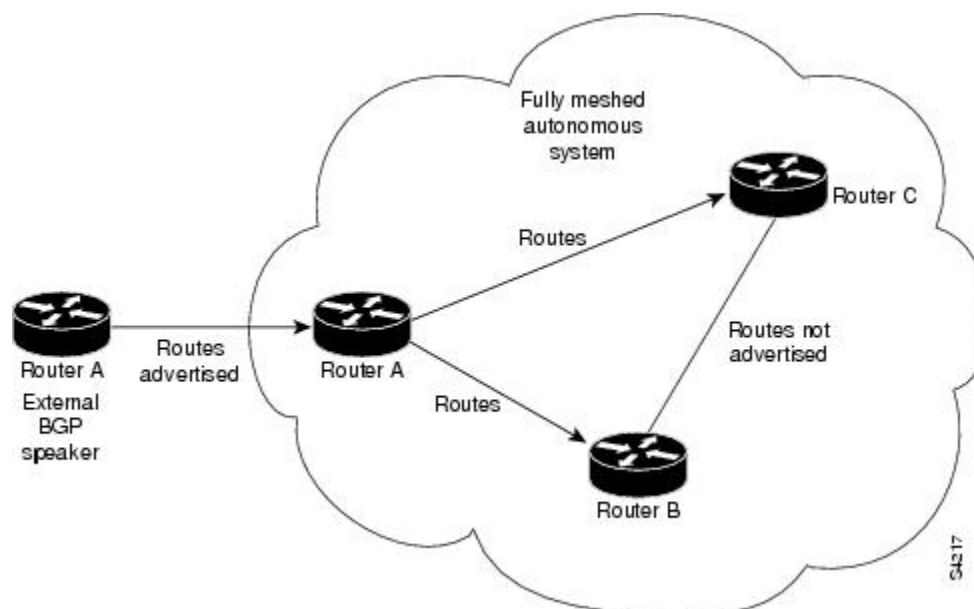 Fully meshed
autonomous
system
Router C
Routes
Routes not
advertised
Router A
Routes
advertised
Router A
External
BGP
speaker
Routes
Router B
S4217